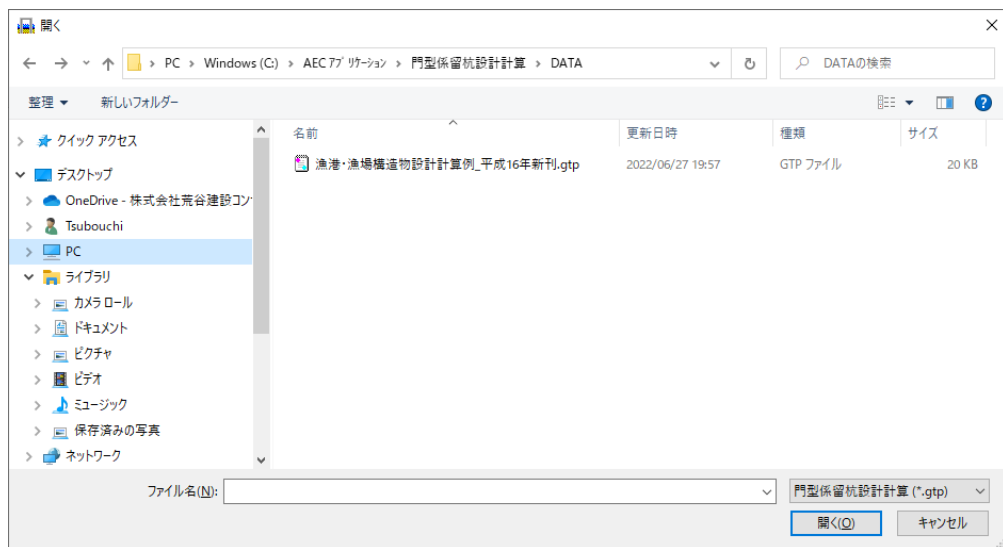 開く
PC › Windows (C:) › AEC アプリケーション › 門型係留杭設計計算 › DATA
DATAの検索
整理
新しいフォルダー
名前
更新日時
種類
サイズ
クイック アクセス
漁港・漁場構造物設計計算例_平成16年新刊.gtp
2022/06/27 19:57
GTP ファイル
20 KB
デスクトップ
OneDrive - 株式会社荒谷建設コン
Tsubouchi
PC
ライブラリ
カメラ ロール
ドキュメント
ピクチャ
ビデオ
ミュージック
保存済みの写真
ネットワーク
ファイル名(N):
門型係留杭設計計算 (*.gtp)
開く(O)
キャンセル